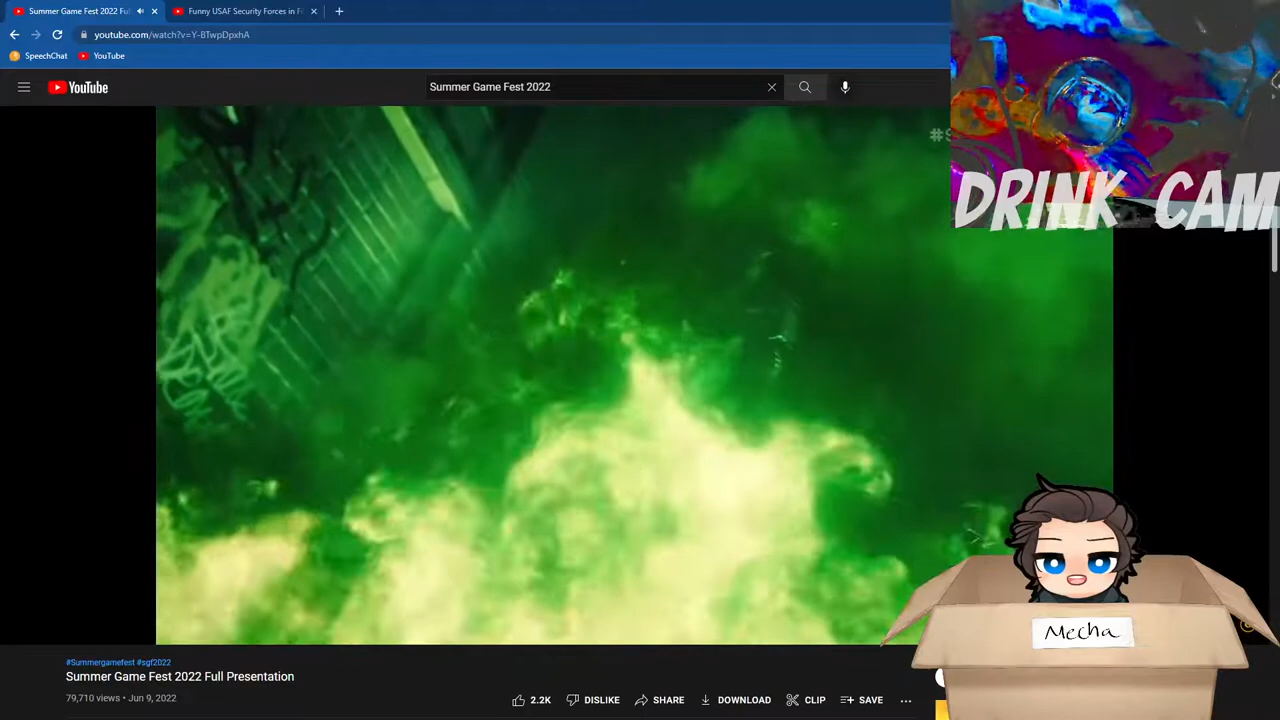 Summer Game Fest 2022 Ful
Funny USAF Security Forces in F
youtube.com/watch?v=Y-BTwpDpxhA
SpeechChat
YouTube
YouTube
Summer Game Fest 2022
DRINK CAM
Mecha
#Summergamefest #sgf2022
Summer Game Fest 2022 Full Presentation
79,710 views • Jun 9, 2022
2.2K DISLIKE SHARE DOWNLOAD CLIP SAVE